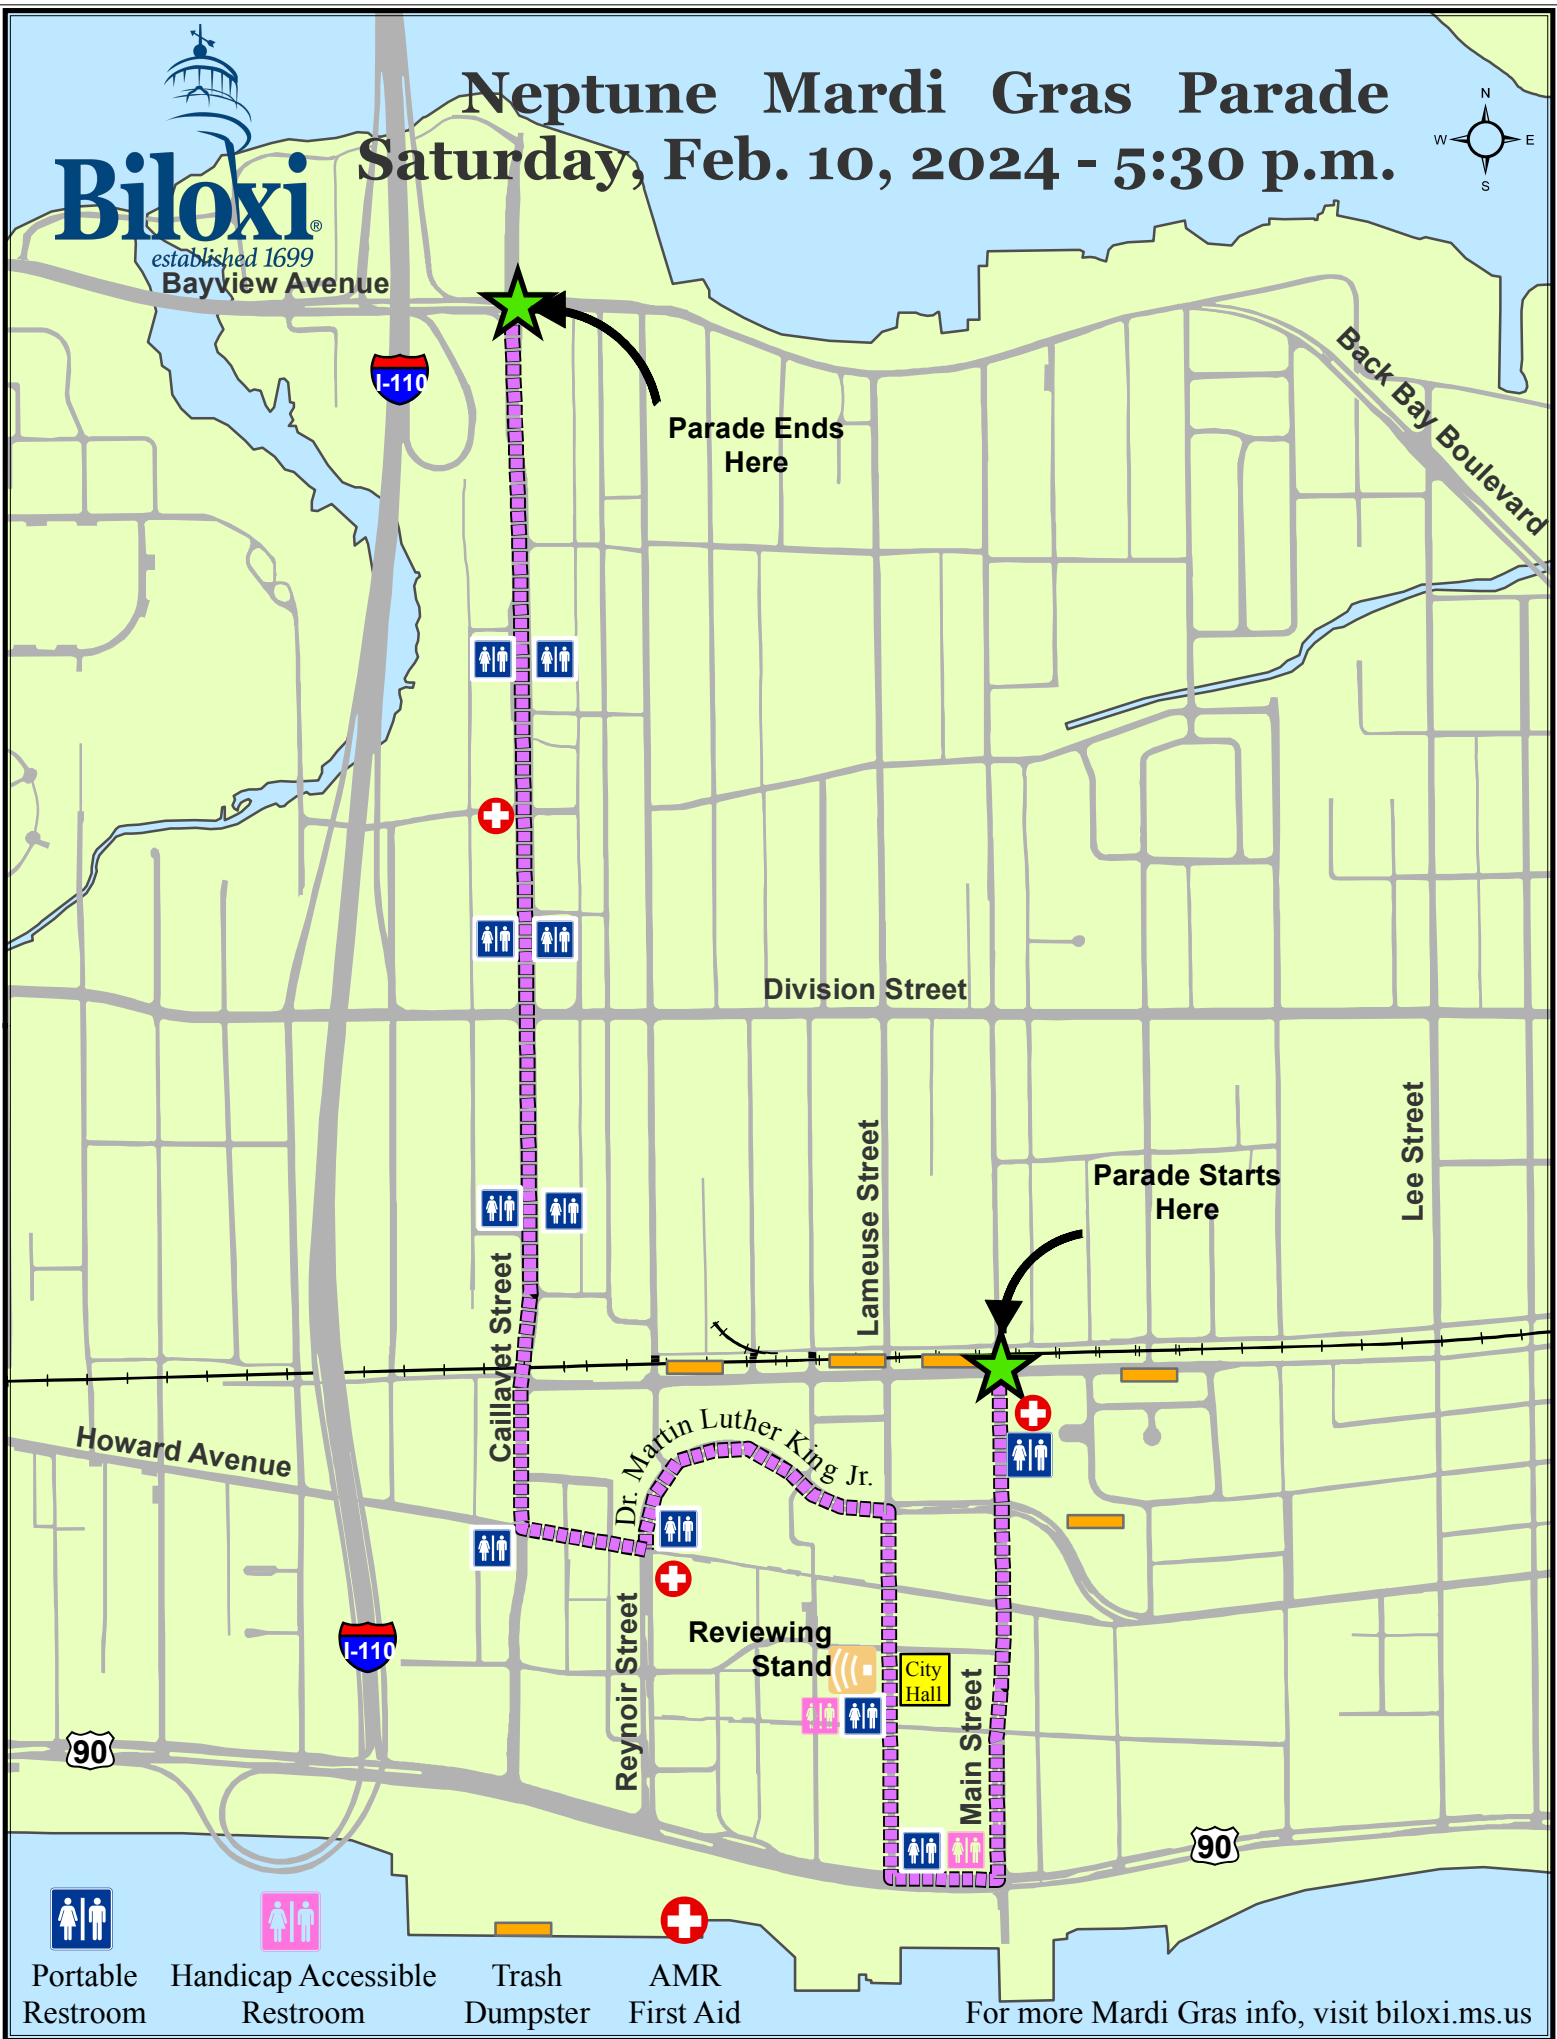 Neptune Mardi Gras Parade
Saturday, Feb. 10, 2024 - 5:30 p.m.
N
W E
S
Biloxi®
established 1699
Bayview Avenue
I-110
Parade Ends
Here
Back Bay Boulevard
Division Street
Lameuse Street
Lee Street
Parade Starts
Here
Caillavet Street
Howard Avenue
Dr. Martin Luther King Jr.
Reynoir Street
Reviewing
Stand
City
Hall
Main Street
I-110
90
90
Portable
Restroom
Handicap Accessible
Restroom
Trash
Dumpster
AMR
First Aid
For more Mardi Gras info, visit biloxi.ms.us